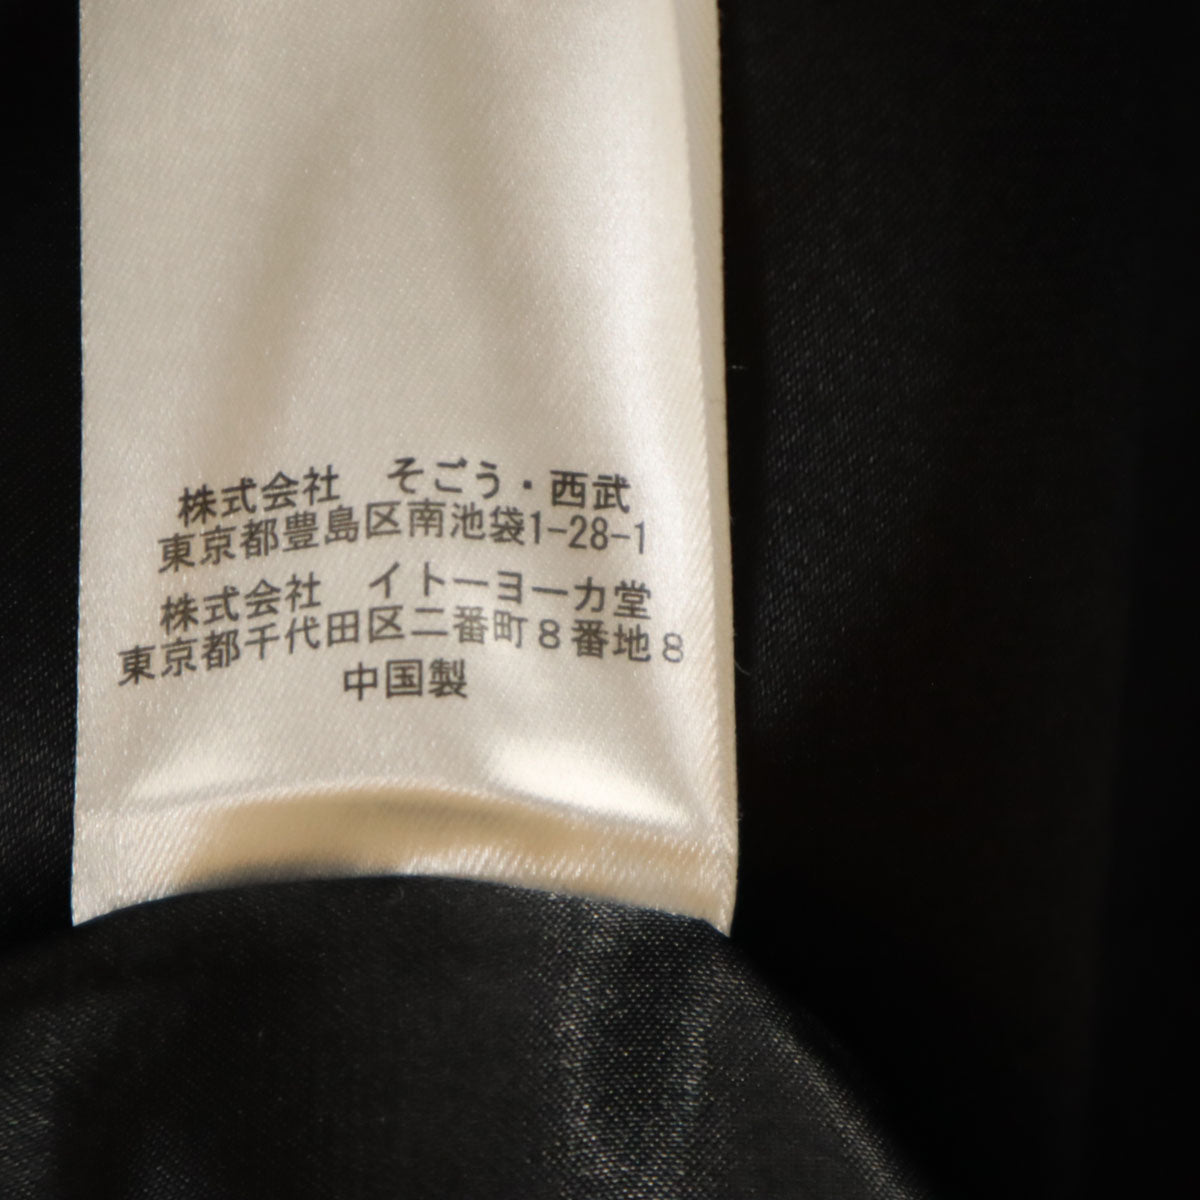 株式会社　そごう・西武
東京都豊島区南池袋1-28-1
株式会社　イトーヨーカ堂
東京都千代田区二番町８番地８
中国製